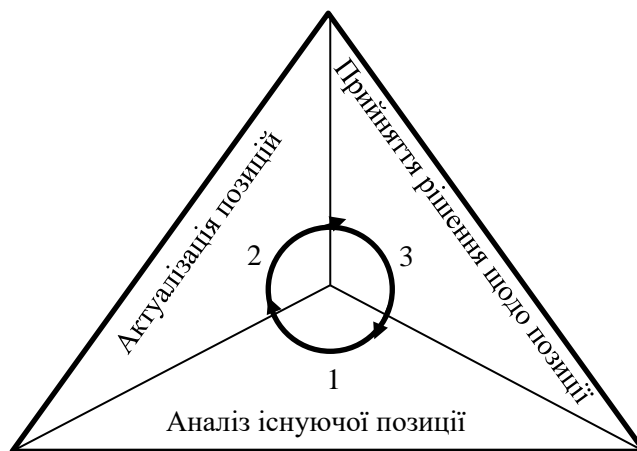 Актуалізація позицій
Прийняття рішення щодо позиції
2
3
1
Аналіз існуючої позиції